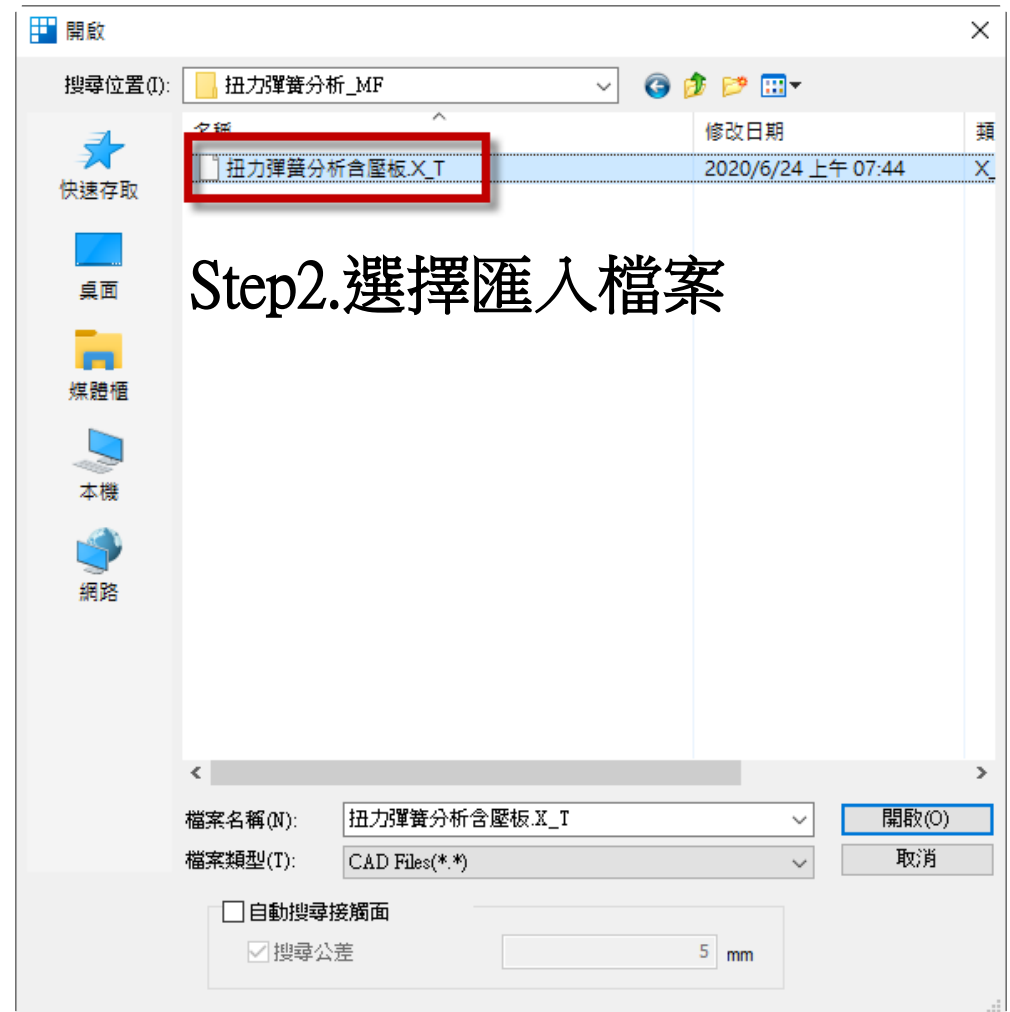 開啟
搜尋位置(I): 扭力彈簧分析_MF
名稱 修改日期 類
扭力彈簧分析含壓板.X_T 2020/6/24 上午 07:44 X_
快速存取
Step2.選擇匯入檔案
桌面
媒體櫃
本機
網路
檔案名稱(N): 扭力彈簧分析含壓板.X_T 開啟(O)
檔案類型(T): CAD Files(*.*) 取消
自動搜尋接觸面
搜尋公差 5 mm